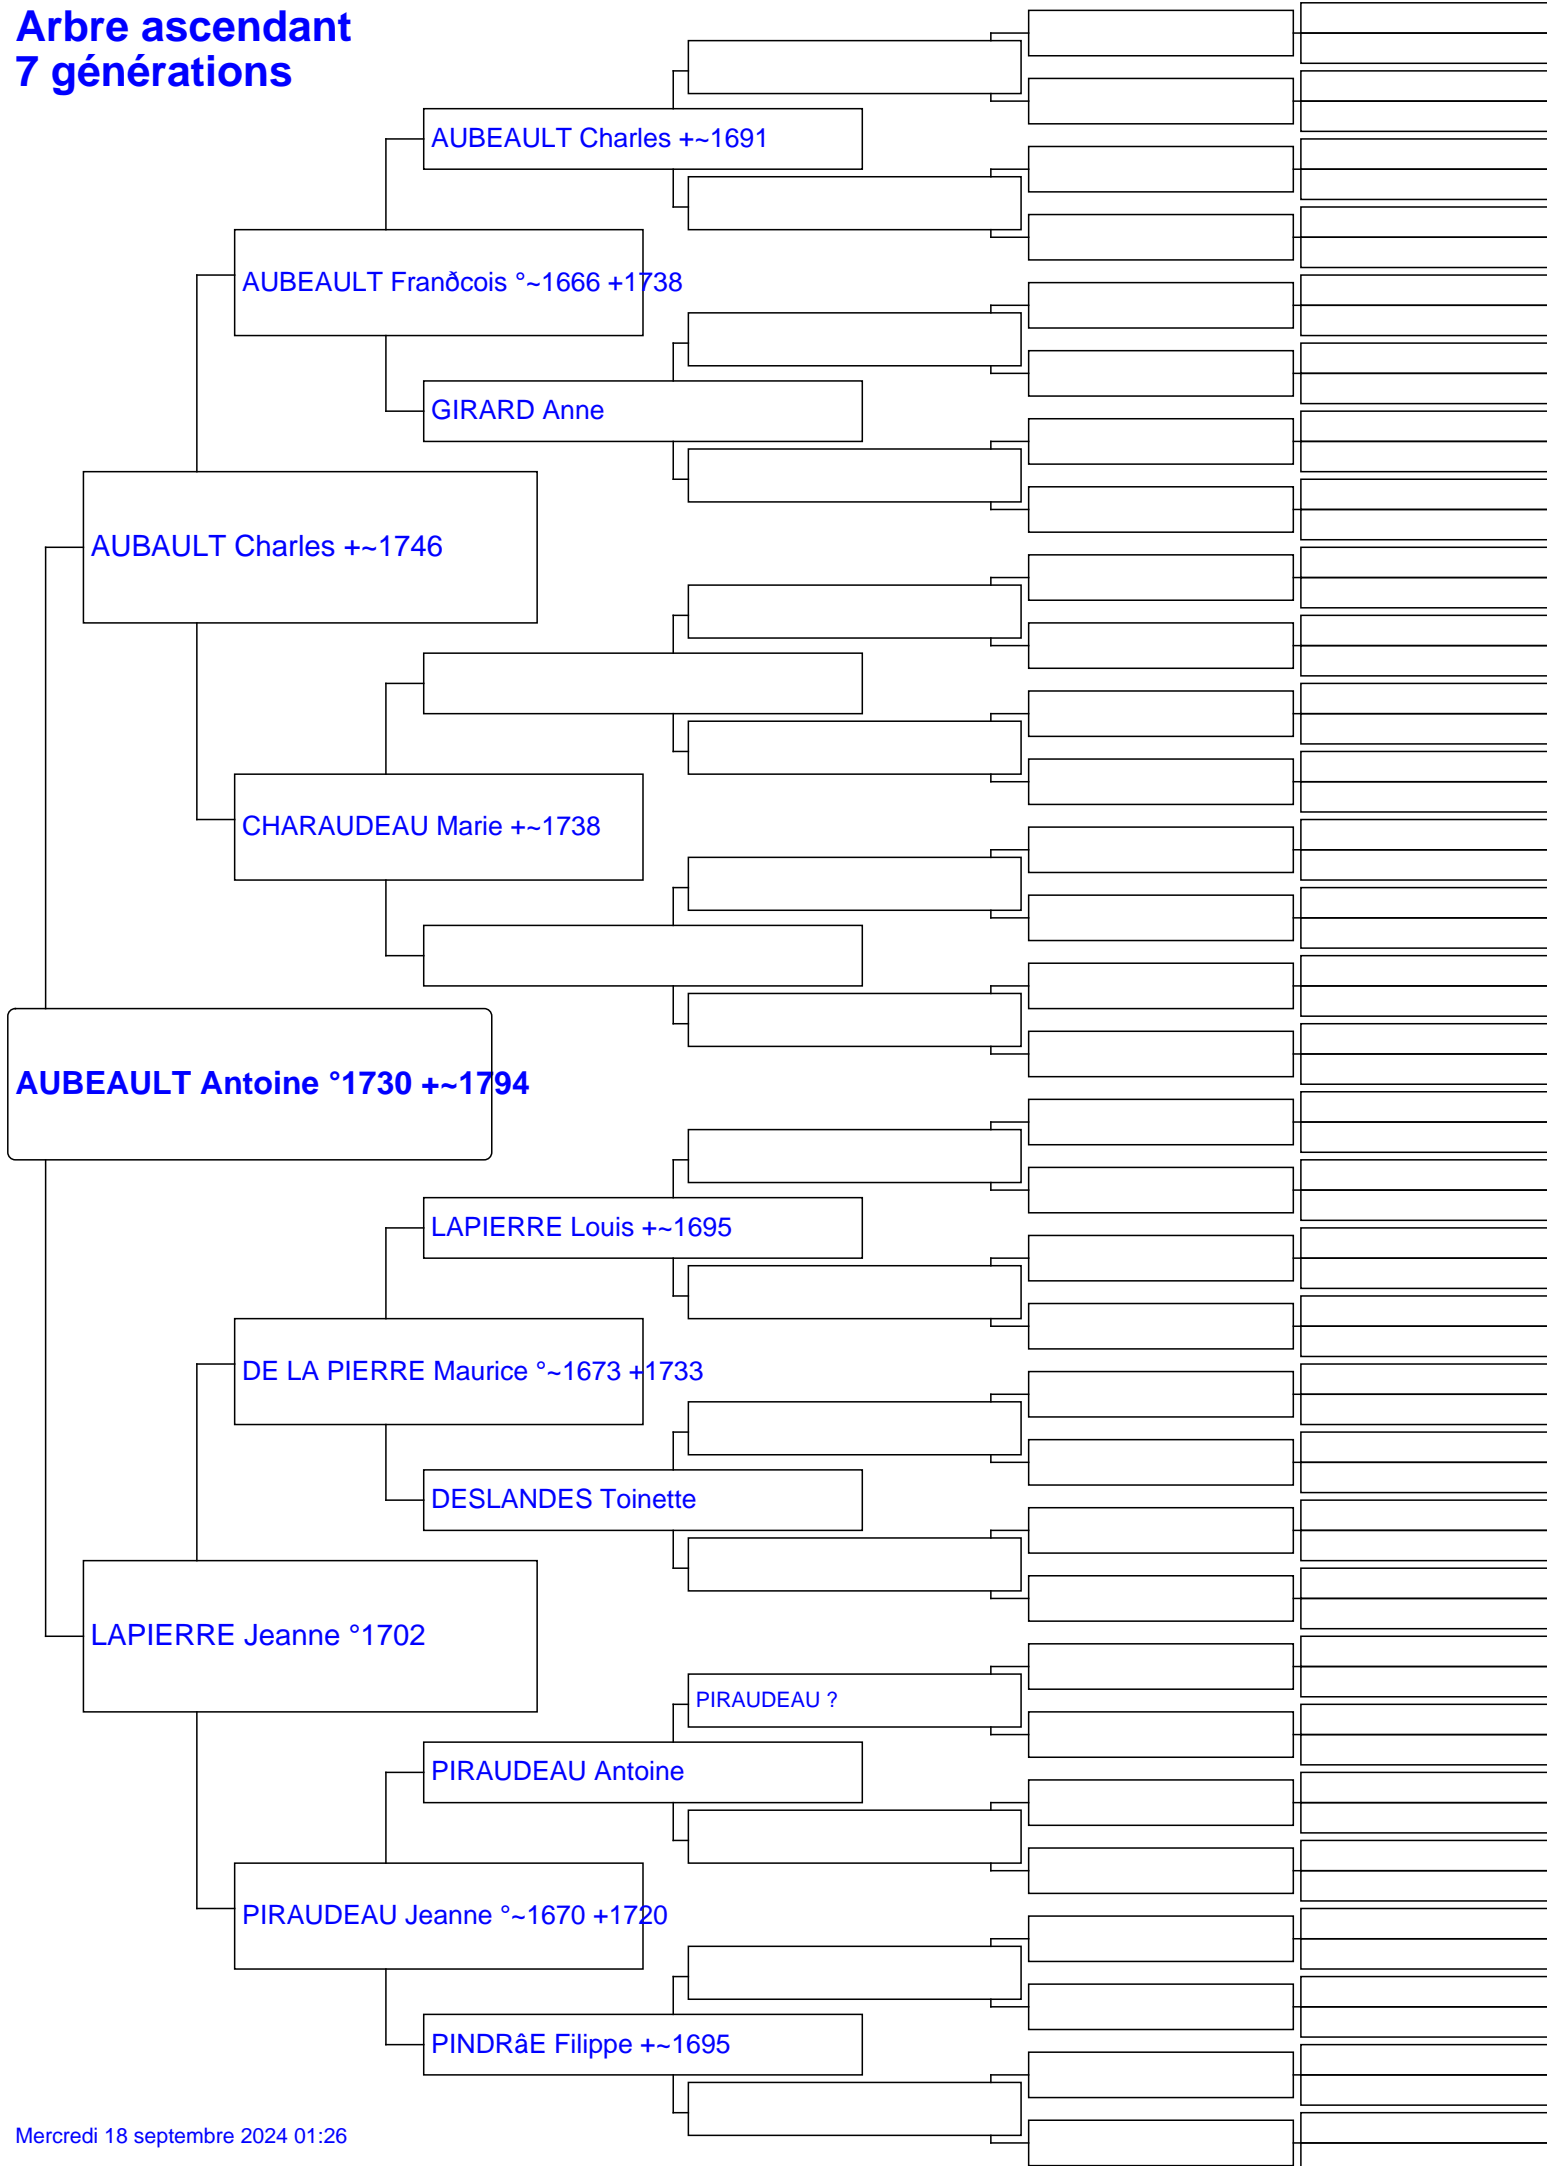 Arbre ascendant
7 générations
AUBEAULT Charles +~1691
AUBEAULT Franðcois °~1666 +1738
GIRARD Anne
AUBAULT Charles +~1746
CHARAUDEAU Marie +~1738
AUBEAULT Antoine °1730 +~1794
LAPIERRE Louis +~1695
DE LA PIERRE Maurice °~1673 +1733
DESLANDES Toinette
LAPIERRE Jeanne °1702
PIRAUDEAU ?
PIRAUDEAU Antoine
PIRAUDEAU Jeanne °~1670 +1720
PINDRâE Filippe +~1695
Mercredi 18 septembre 2024 01:26